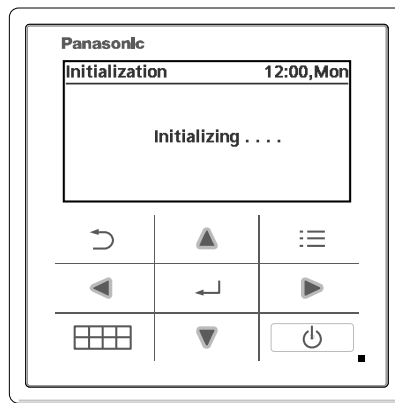 Panasonic
Initialization 12:00,Mon
Initializing . . . .